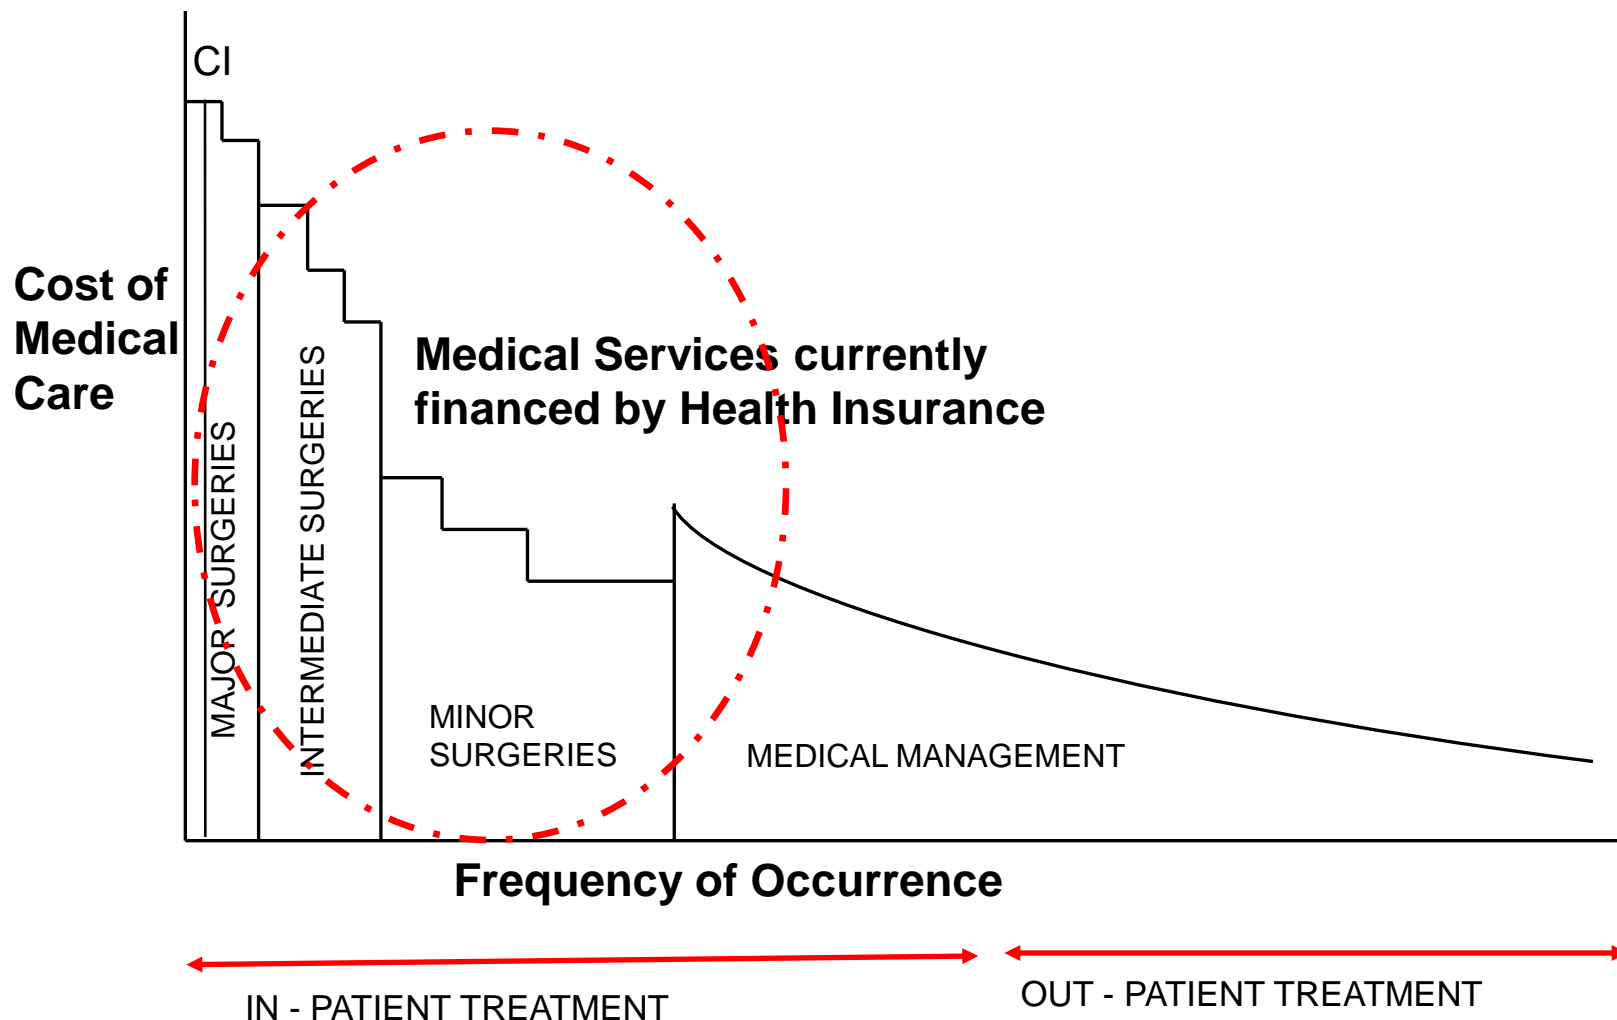 CI
Cost of
Medical
Care
Medical Services currently
financed by Health Insurance
MAJOR SURGERIES
INTERMEDIATE SURGERIES
MINOR
SURGERIES
MEDICAL MANAGEMENT
Frequency of Occurrence
IN - PATIENT TREATMENT
OUT - PATIENT TREATMENT